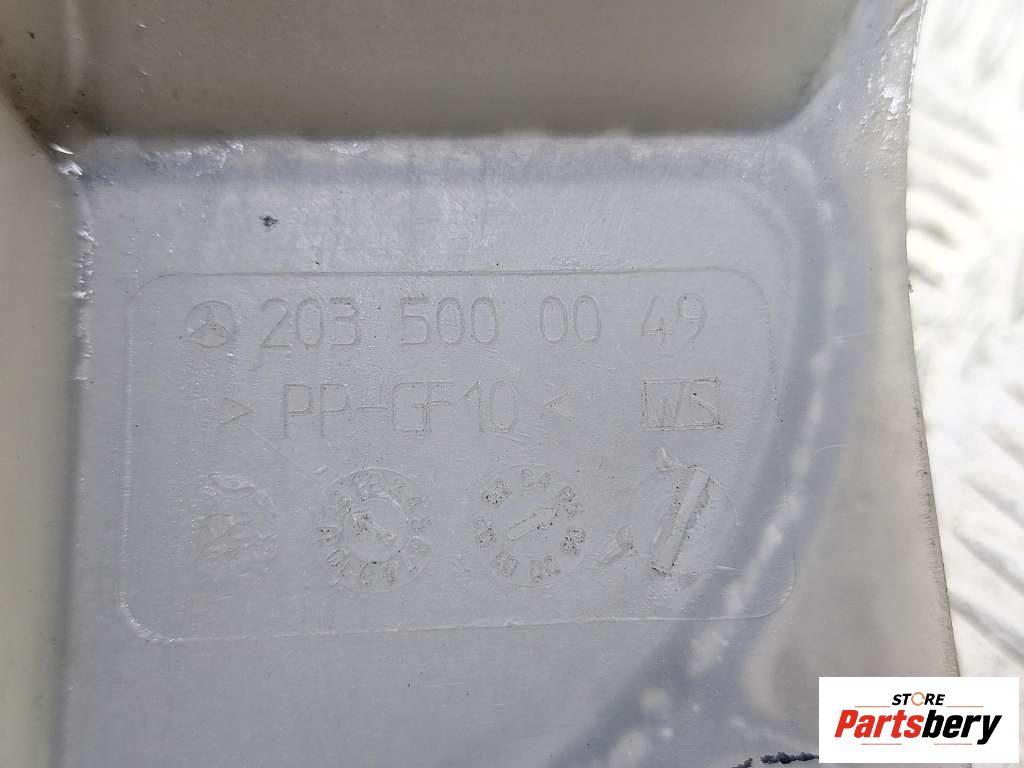 203 500 00 49
> PP-GF10 < WS
STORE
Partsbery